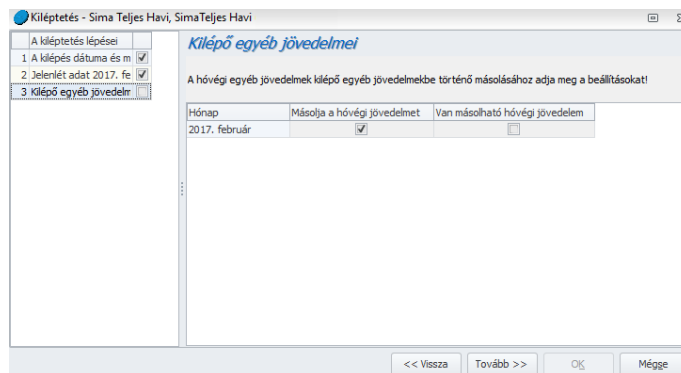 Kiléptetés - Sima Teljes Havi, SimaTeljes Havi
A kiléptetés lépései
1 A kilépés dátuma és m
2 Jelenlét adat 2017. fe
3 Kilépő egyéb jövedelm
Kilépő egyéb jövedelmei
A hóvégi egyéb jövedelmek kilépő egyéb jövedelmekbe történő másolásához adja meg a beállításokat!
Hónap Másolja a hóvégi jövedelmet Van másolható hóvégi jövedelem
2017. február
<< Vissza Tovább >> OK Mégse